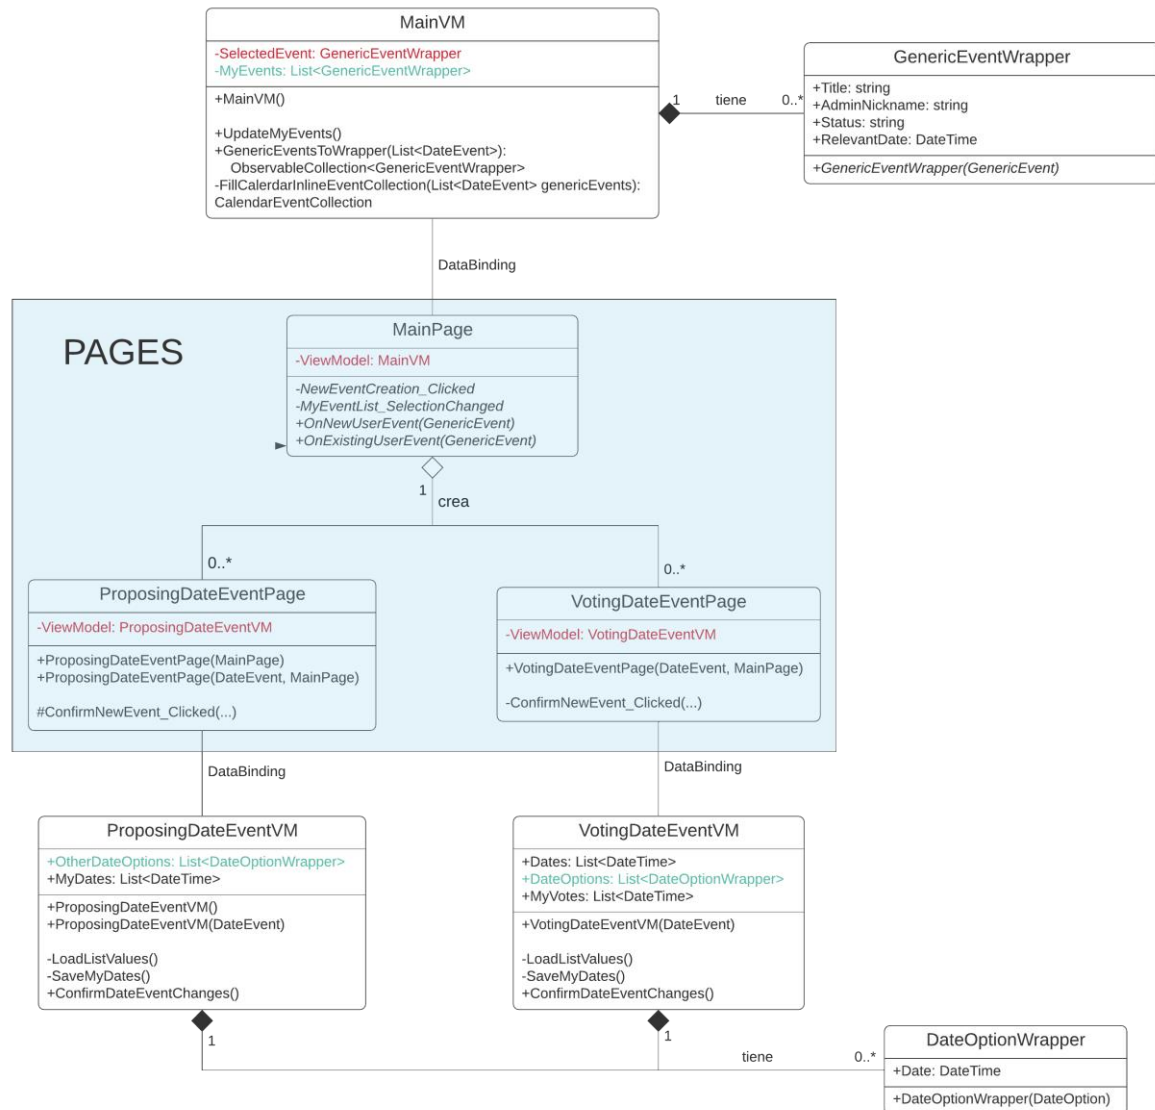 MainVM
-SelectedEvent: GenericEventWrapper
-MyEvents: List<GenericEventWrapper>
+MainVM()
+UpdateMyEvents()
+GenericEventsToWrapper(List<DateEvent>):
ObservableCollection<GenericEventWrapper>
-FillCalerdarInlineEventCollection(List<DateEvent> genericEvents):
CalendarEventCollection
1 tiene 0..*
GenericEventWrapper
+Title: string
+AdminNickname: string
+Status: string
+RelevantDate: DateTime
+GenericEventWrapper(GenericEvent)
DataBinding
PAGES
MainPage
-ViewModel: MainVM
-NewEventCreation_Clicked
-MyEventList_SelectionChanged
+OnNewUserEvent(GenericEvent)
+OnExistingUserEvent(GenericEvent)
1
crea
0..*
0..*
ProposingDateEventPage
-ViewModel: ProposingDateEventVM
+ProposingDateEventPage(MainPage)
+ProposingDateEventPage(DateEvent, MainPage)
#ConfirmNewEvent_Clicked(...)
VotingDateEventPage
-ViewModel: VotingDateEventVM
+VotingDateEventPage(DateEvent, MainPage)
-ConfirmNewEvent_Clicked(...)
DataBinding
DataBinding
ProposingDateEventVM
+OtherDateOptions: List<DateOptionWrapper>
+MyDates: List<DateTime>
+ProposingDateEventVM()
+ProposingDateEventVM(DateEvent)
-LoadListValues()
-SaveMyDates()
+ConfirmDateEventChanges()
VotingDateEventVM
+Dates: List<DateTime>
+DateOptions: List<DateOptionWrapper>
+MyVotes: List<DateTime>
+VotingDateEventVM(DateEvent)
-LoadListValues()
-SaveMyDates()
+ConfirmDateEventChanges()
1
1
tiene 0..*
DateOptionWrapper
+Date: DateTime
+DateOptionWrapper(DateOption)